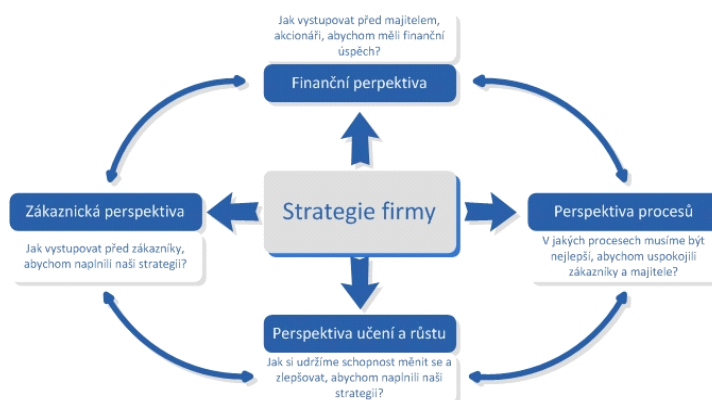 Jak vystupovat před majitelem,
akcionáři, abychom měli finanční
úspěch?
Finanční perpektiva
Zákaznická perspektiva
Jak vystupovat před zákazníky,
abychom naplnili naši strategii?
Strategie firmy
Perspektiva procesů
V jakých procesech musíme být
nejlepší, abychom uspokojili
zákazníky a majitele?
Perspektiva učení a růstu
Jak si udržíme schopnost měnit se a
zlepšovat, abychom naplnili naši
strategii?